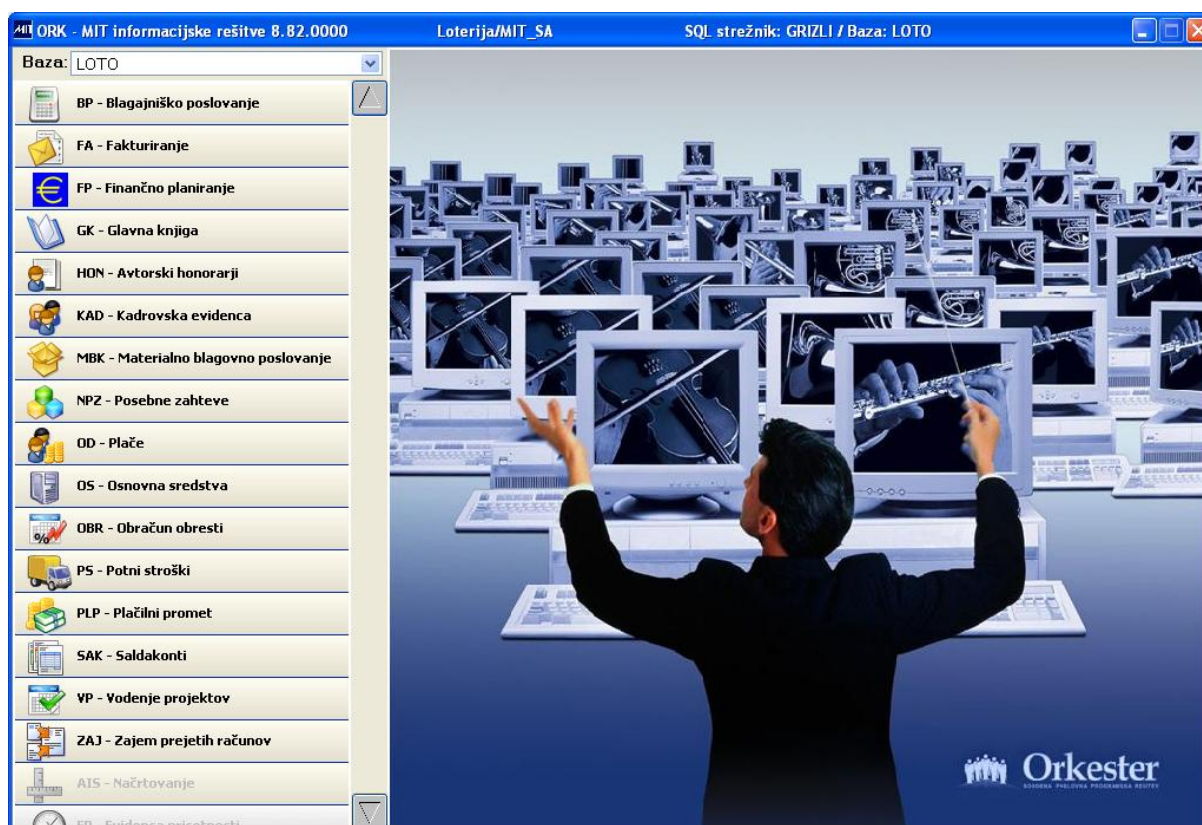 MIT ORK - MIT informacijske rešitve 8.82.0000 Loterija/MIT_SA SQL strežnik: GRIZLI / Baza: LOTO
Baza: LOTO
BP - Blagajniško poslovanje
FA - Fakturiranje
FP - Finančno planiranje
GK - Glavna knjiga
HON - Avtorski honorarji
KAD - Kadrovska evidenca
MBK - Materialno blagovno poslovanje
NPZ - Posebne zahteve
OD - Plače
OS - Osnovna sredstva
OBR - Obračun obresti
PS - Potni stroški
PLP - Plačilni promet
SAK - Saldakonti
VP - Vodenje projektov
ZAJ - Zajem prejetih računov
AIS - Načrtovanje
Orkester